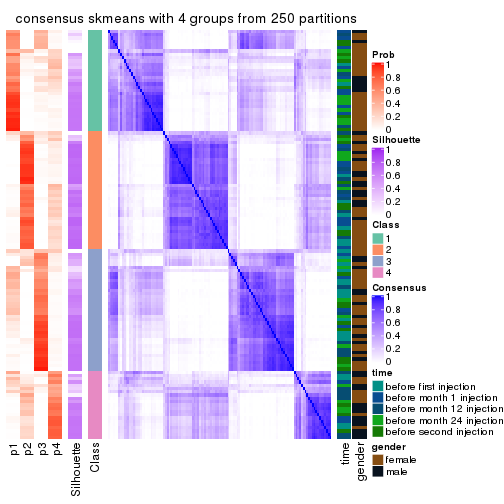 consensus skmeans with 4 groups from 250 partitions
p1
p2
p3
p4
Silhouette
Class
time
gender
Prob
1
0.8
0.6
0.4
0.2
0
Silhouette
1
0.8
0.6
0.4
0.2
0
Class
1
2
3
4
Consensus
1
0.8
0.6
0.4
0.2
0
time
before first injection
before month 1 injection
before month 12 injection
before month 24 injection
before second injection
gender
female
male